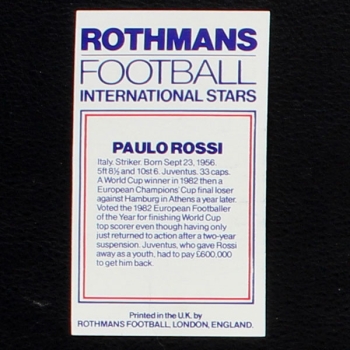 ROTHMANS
FOOTBALL
INTERNATIONAL STARS
PAULO ROSSI
Italy. Striker. Born Sept 23, 1956.
5ft 8½ and 10st 6. Juventus. 33 caps.
A World Cup winner in 1982 then a
European Champions' Cup final loser
against Hamburg in Athens a year later.
Voted the 1982 European Footballer
of the Year for finishing World Cup
top scorer even though having only
just returned to action after a two-year
suspension. Juventus, who gave Rossi
away as a youth, had to pay £600,000
to get him back.
Printed in the U.K. by
ROTHMANS FOOTBALL, LONDON, ENGLAND.